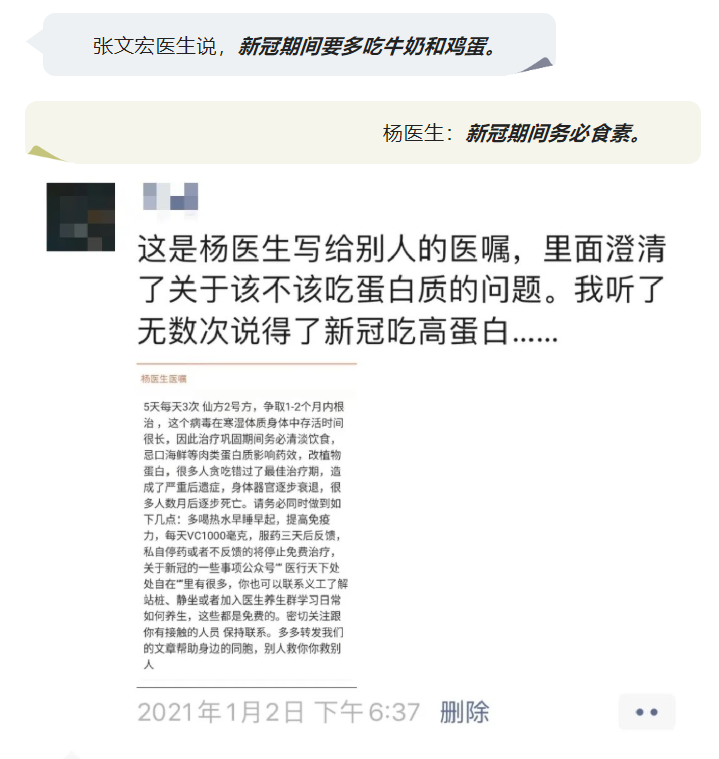 张文宏医生说，新冠期间要多吃牛奶和鸡蛋。
杨医生：新冠期间务必食素。
这是杨医生写给别人的医嘱，里面澄清
了关于该不该吃蛋白质的问题。我听了
无数次说得了新冠吃高蛋白……
杨医生医嘱
5天每天3次 仙方2号方，争取1-2个月内根
治 ，这个病毒在寒湿体质身体中存活时间
很长，因此治疗巩固期间务必清淡饮食，
忌口海鲜等肉类蛋白质影响药效，改植物
蛋白，很多人贪吃错过了最佳治疗期，造
成了严重后遗症，身体器官逐步衰退，很
多人数月后逐步死亡。请务必同时做到如
下几点：多喝热水早睡早起，提高免疫
力，每天VC1000毫克，服药三天后反馈，
私自停药或者不反馈的将停止免费治疗，
关于新冠的一些事项公众号"" 医行天下处
处自在""里有很多，你也可以联系义工了解
站桩、静坐或者加入医生养生群学习日常
如何养生，这些都是免费的。密切关注跟
你有接触的人员 保持联系。多多转发我们
的文章帮助身边的同胞，别人救你你救别
人
2021年1月2日 下午6:37 删除